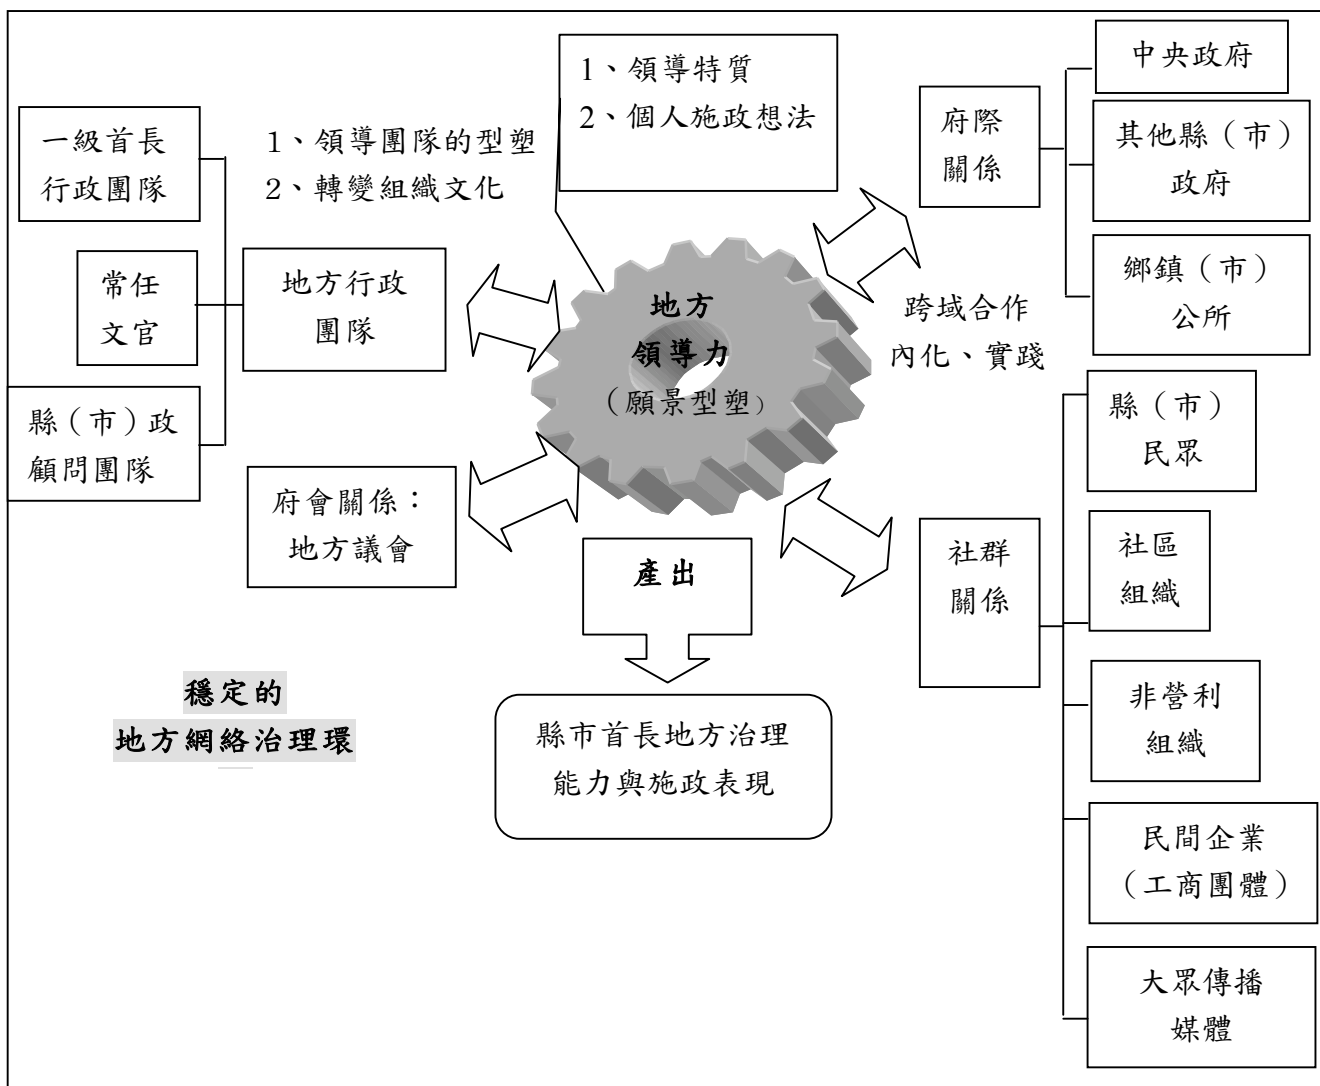 1、領導特質
2、個人施政想法
中央政府
府際
關係
其他縣（市）
政府
鄉鎮（市）
公所
一級首長
行政團隊
1、領導團隊的型塑
2、轉變組織文化
常任
文官
地方行政
團隊
縣（市）政
顧問團隊
地方
領導力
（願景型塑）
跨域合作
內化、實踐
府會關係：
地方議會
社群
關係
縣（市）
民眾
社區
組織
非營利
組織
民間企業
（工商團體）
大眾傳播
媒體
產出
縣市首長地方治理
能力與施政表現
穩定的
地方網絡治理環